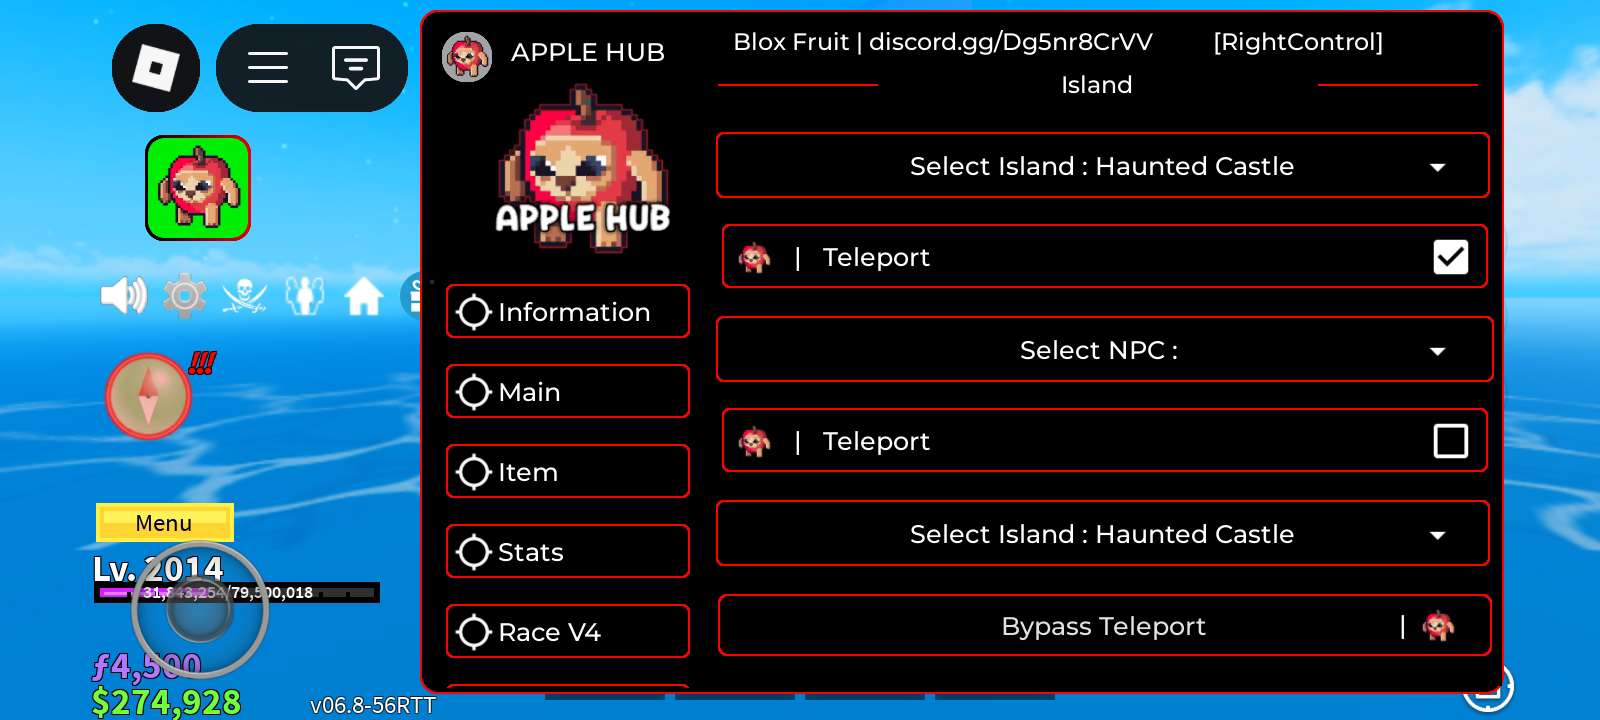 APPLE HUB
Blox Fruit | discord.gg/Dg5nr8CrVV [RightControl]
Island
APPLE HUB
Select Island : Haunted Castle
| Teleport
Select NPC :
| Teleport
Select Island : Haunted Castle
Bypass Teleport |
Information
Main
Item
Stats
Race V4
!!!
Menu
Lv. 2014
31,843,254/79,500,018
ƒ4,500
$274,928
v06.8-56RTT